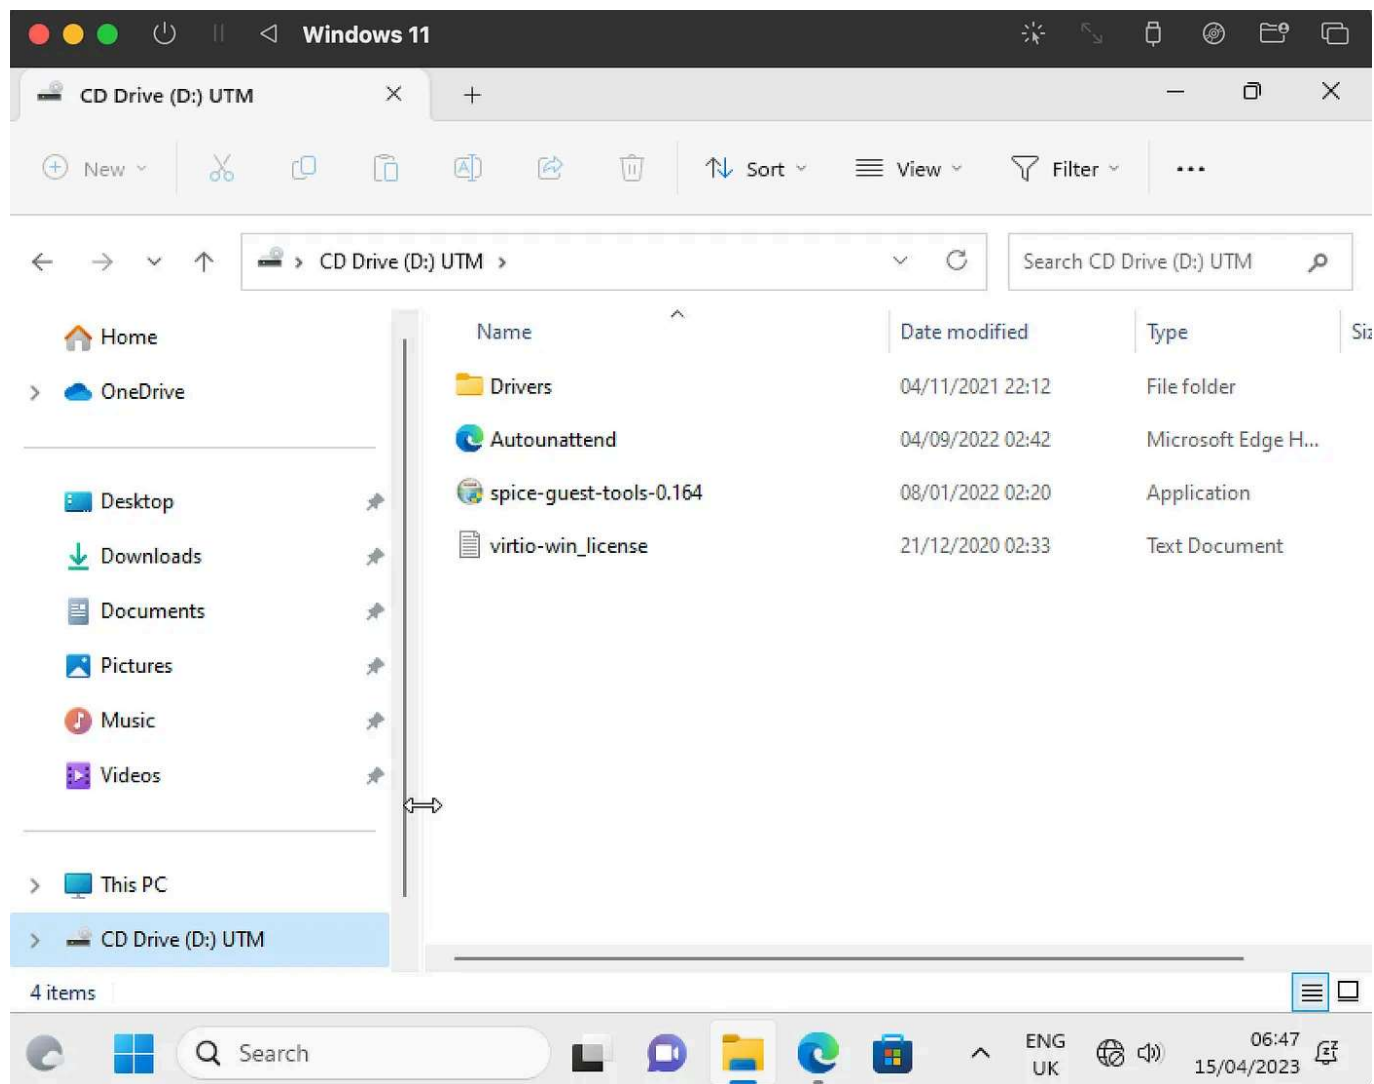 Windows 11
CD Drive (D:) UTM
New
Sort
View
Filter
CD Drive (D:) UTM
Search CD Drive (D:) UTM
Home
OneDrive
Desktop
Downloads
Documents
Pictures
Music
Videos
This PC
CD Drive (D:) UTM
Name Date modified Type Siz
Drivers 04/11/2021 22:12 File folder
Autounattend 04/09/2022 02:42 Microsoft Edge H...
spice-guest-tools-0.164 08/01/2022 02:20 Application
virtio-win_license 21/12/2020 02:33 Text Document
4 items
Search
ENG
UK
06:47
15/04/2023